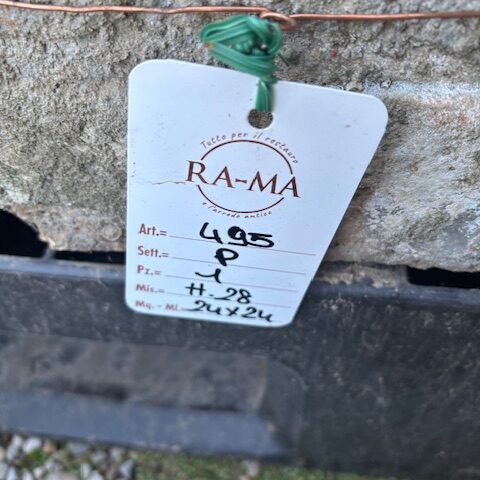 Tutto per il restauro
RA-MA
e l'arredo antico
Art.= 495
Sett.= P
Pz.= 1
Mis.= H. 28
Mq. - Ml. 24x24